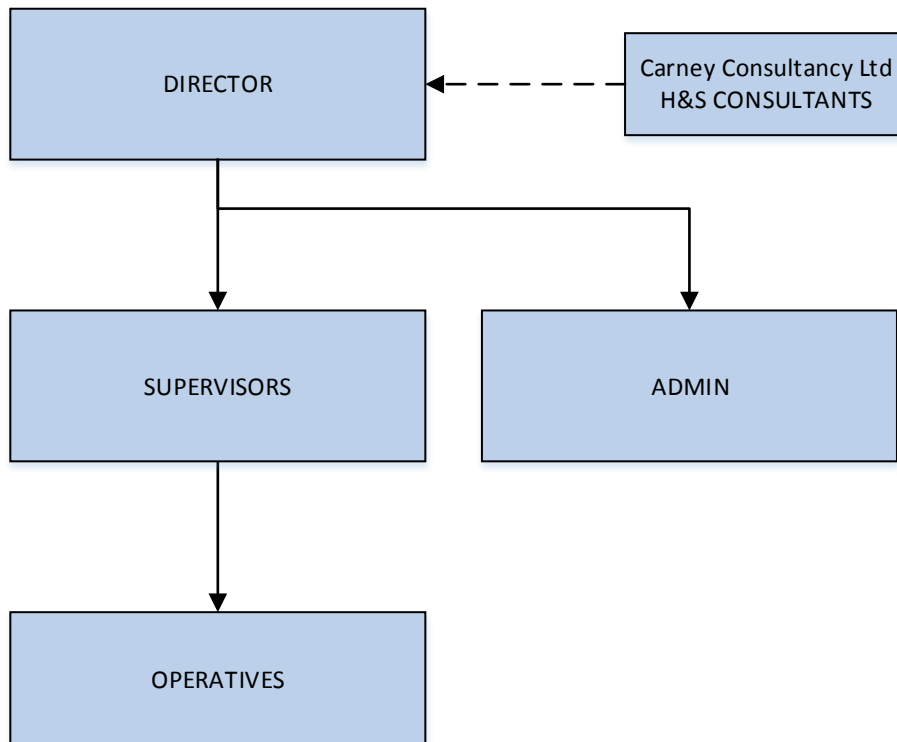 DIRECTOR
Carney Consultancy Ltd
H&S CONSULTANTS
SUPERVISORS
ADMIN
OPERATIVES